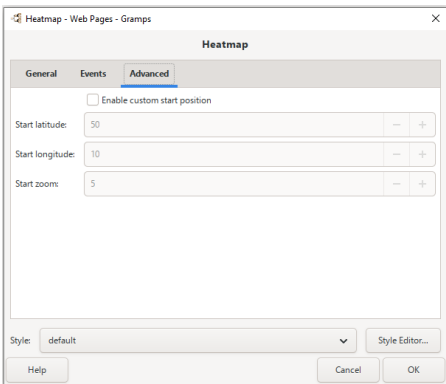 Heatmap - Web Pages - Gramps
Heatmap
General Events Advanced
Enable custom start position
Start latitude: 50
Start longitude: 10
Start zoom: 5
Style: default Style Editor...
Help Cancel OK